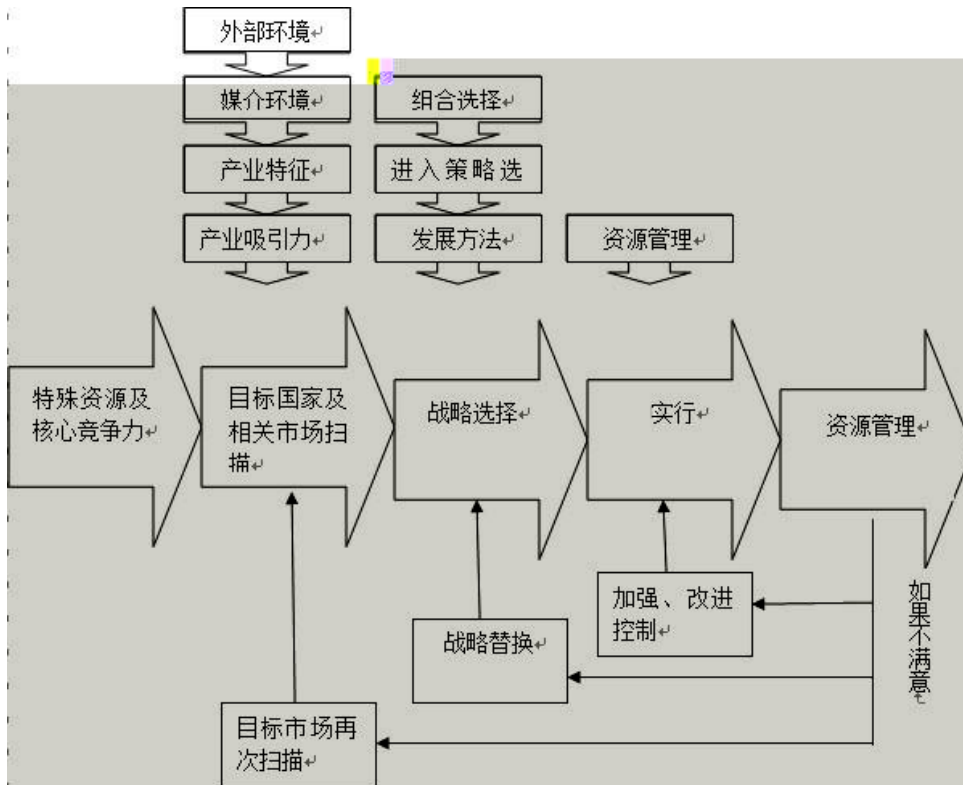 外部环境
媒介环境
组合选择
产业特征
进入策略选
产业吸引力
发展方法
资源管理
特殊资源及
核心竞争力
目标国家及
相关市场扫
描
战略选择
实行
资源管理
加强、改进
控制
如果不满意
战略替换
目标市场再
次扫描